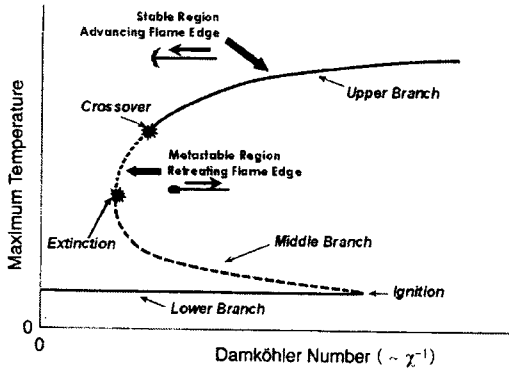 Stable Region
Advancing Flame Edge
Upper Branch
Crossover
Metastable Region
Retreating Flame Edge
Extinction
Middle Branch
Ignition
Lower Branch
Maximum Temperature
0
0
Damköhler Number ( ~ χ⁻¹)